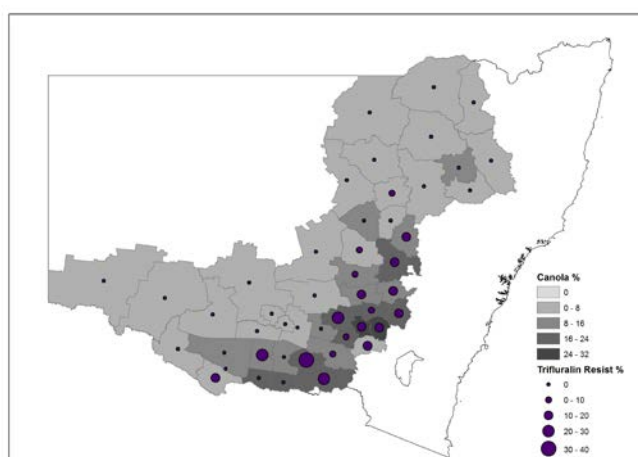 Canola %
0
0 - 8
8 - 16
16 - 24
24 - 32
Trifluralin Resist %
0
0 - 10
10 - 20
20 - 30
30 - 40